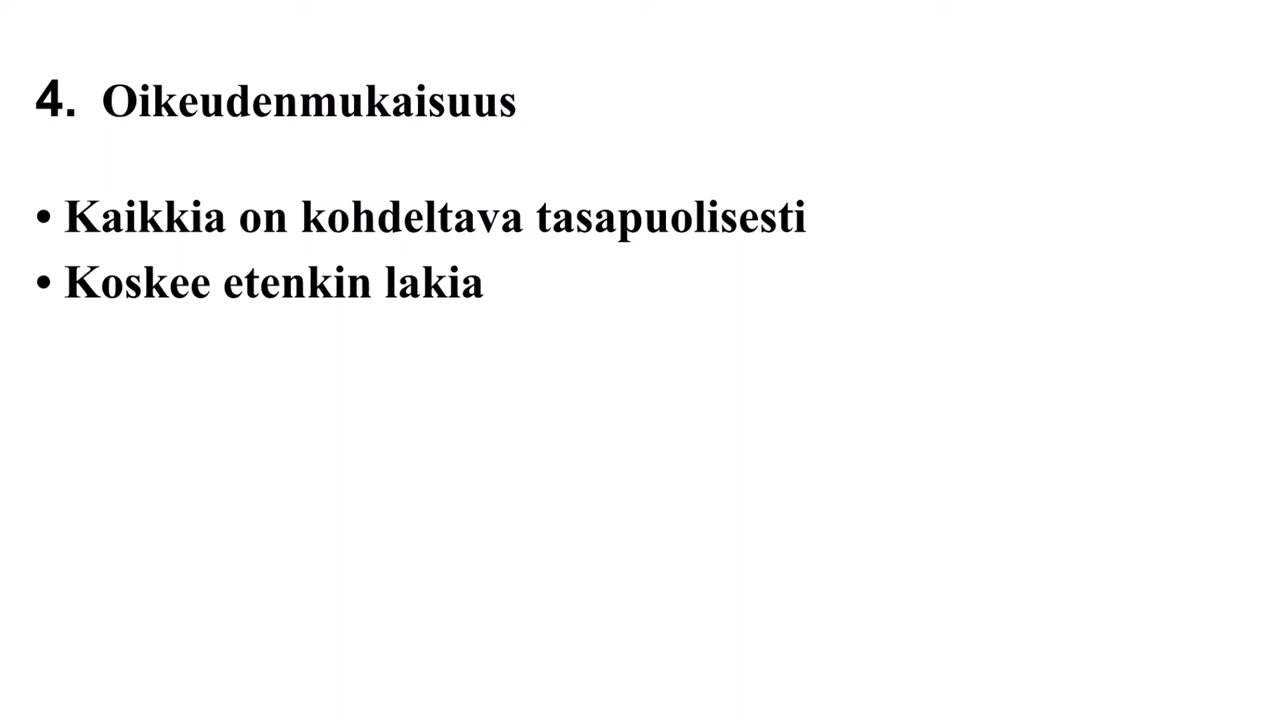 4. Oikeudenmukaisuus
• Kaikkia on kohdeltava tasapuolisesti
• Koskee etenkin lakia